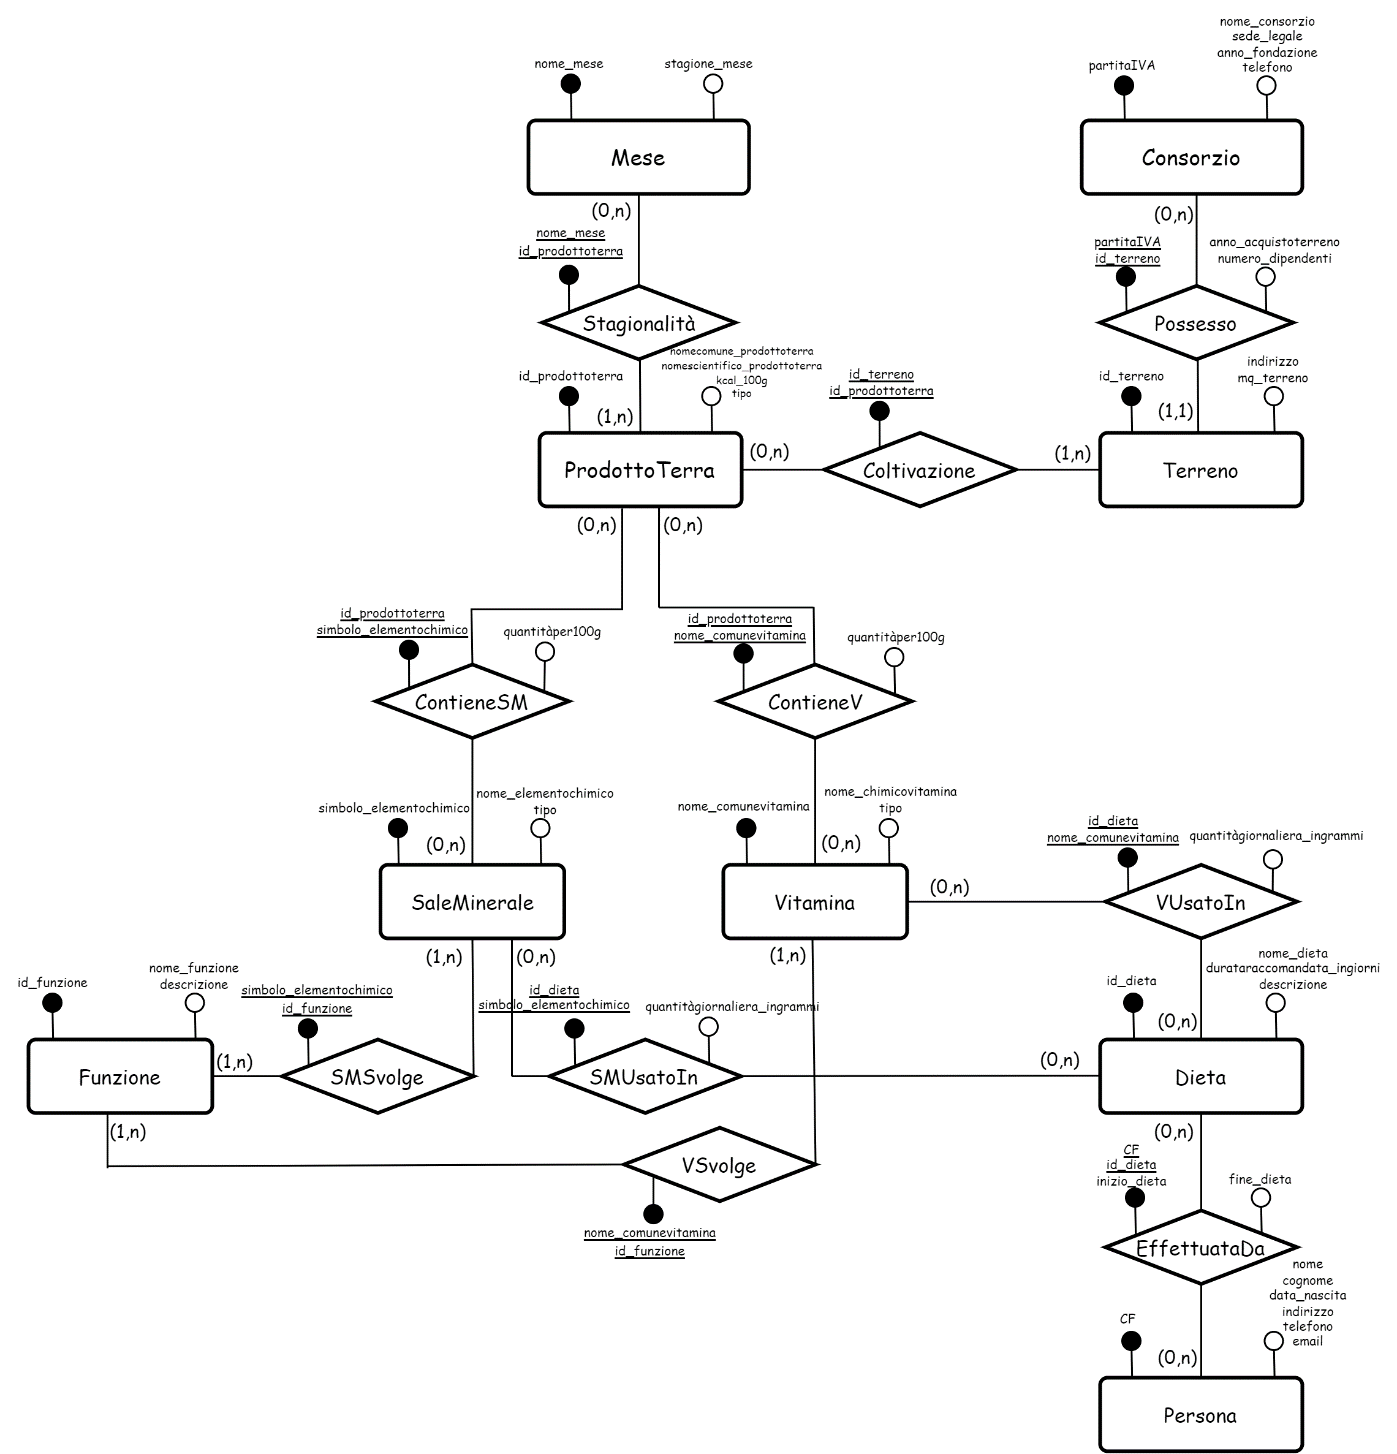 nome_consorzio
sede_legale
anno_fondazione
telefono
nome_mese
stagione_mese
partitaIVA
Mese
Consorzio
(0,n)
(0,n)
nome_mese
id_prodottoterra
partitaIVA
id_terreno
anno_acquistoterreno
numero_dipendenti
Stagionalità
Possesso
nomecomune_prodottoterra
nomescientifico_prodottoterra
kcal_100g
tipo
id_prodottoterra
id_terreno
id_prodottoterra
id_terreno
indirizzo
mq_terreno
(1,n)
(1,1)
ProdottoTerra
(0,n)
Coltivazione
(1,n)
Terreno
(0,n)
(0,n)
id_prodottoterra
simbolo_elementochimico
quantitàper100g
id_prodottoterra
nome_comunevitamina
quantitàper100g
ContieneSM
ContieneV
simbolo_elementochimico
nome_elementochimico
tipo
nome_comunevitamina
nome_chimicovitamina
tipo
id_dieta
nome_comunevitamina
quantitàgiornaliera_ingrammi
(0,n)
(0,n)
SaleMinerale
Vitamina
(0,n)
VUsatoIn
(1,n)
(0,n)
(1,n)
id_funzione
nome_funzione
descrizione
simbolo_elementochimico
id_funzione
id_dieta
simbolo_elementochimico
quantitàgiornaliera_ingrammi
id_dieta
nome_dieta
durataraccomandata_ingiorni
descrizione
(0,n)
Funzione
(1,n)
SMSvolge
SMUsatoIn
(0,n)
Dieta
(1,n)
(0,n)
VSvolge
CF
id_dieta
inizio_dieta
fine_dieta
nome_comunevitamina
id_funzione
EffettuataDa
nome
cognome
data_nascita
indirizzo
telefono
email
CF
(0,n)
Persona